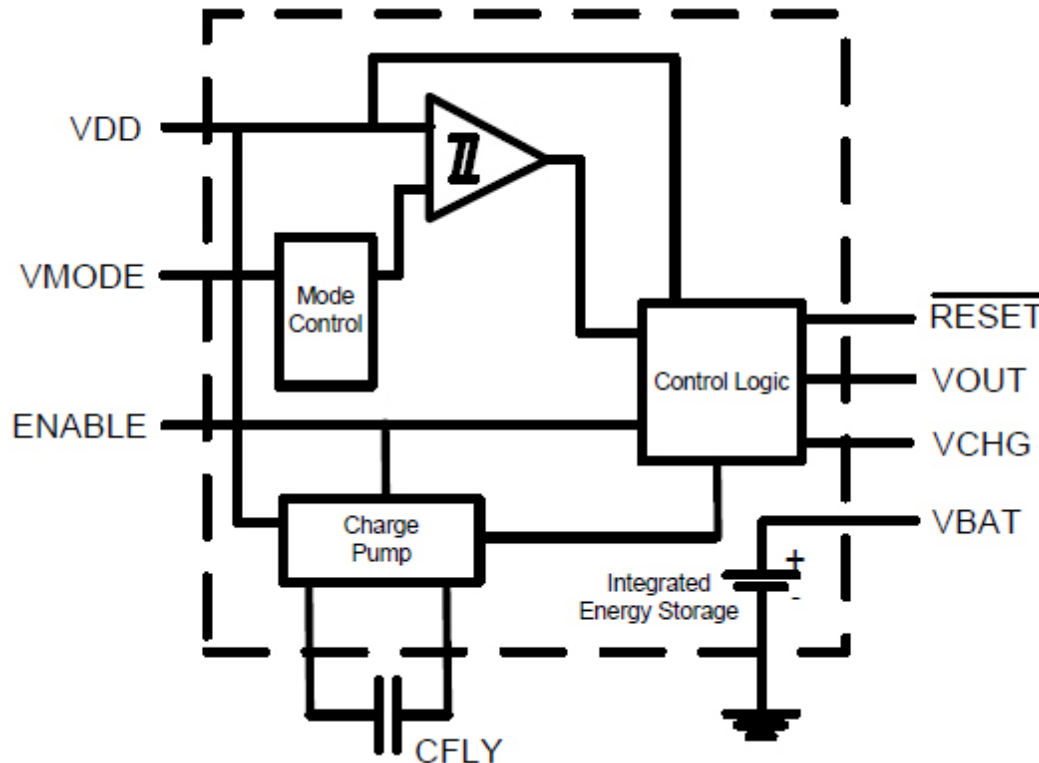 VDD
VMODE
Mode
Control
ENABLE
Charge
Pump
CFLY
Control Logic
RESET
VOUT
VCHG
VBAT
Integrated
Energy Storage
+
-